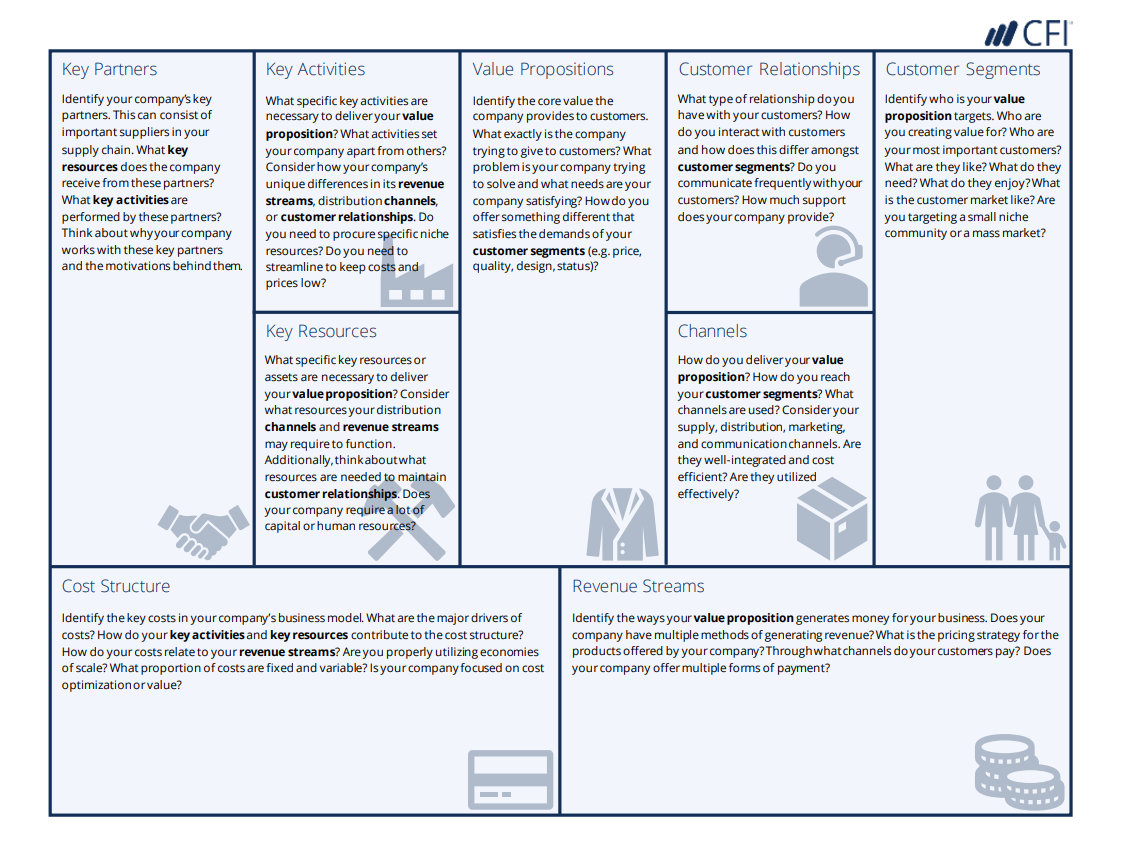 CFI
Key Partners
Identify your company's key
partners. This can consist of
important suppliers in your
supply chain. What key
resources does the company
receive from these partners?
What key activities are
performed by these partners?
Think about why your company
works with these key partners
and the motivations behind them.
Key Activities
What specific key activities are
necessary to deliver your value
proposition? What activities set
your company apart from others?
Consider how your company's
unique differences in its revenue
streams, distribution channels,
or customer relationships. Do
you need to procure specific niche
resources? Do you need to
streamline to keep costs and
prices low?
Key Resources
What specific key resources or
assets are necessary to deliver
your value proposition? Consider
what resources your distribution
channels and revenue streams
may require to function.
Additionally, think about what
resources are needed to maintain
customer relationships. Does
your company require a lot of
capital or human resources?
Value Propositions
Identify the core value the
company provides to customers.
What exactly is the company
trying to give to customers? What
problem is your company trying
to solve and what needs are your
company satisfying? How do you
offer something different that
satisfies the demands of your
customer segments (e.g. price,
quality, design, status)?
Customer Relationships
What type of relationship do you
have with your customers? How
do you interact with customers
and how does this differ amongst
customer segments? Do you
communicate frequently with your
customers? How much support
does your company provide?
Channels
How do you deliver your value
proposition? How do you reach
your customer segments? What
channels are used? Consider your
supply, distribution, marketing,
and communication channels. Are
they well-integrated and cost
efficient? Are they utilized
effectively?
Customer Segments
Identify who is your value
proposition targets. Who are
you creating value for? Who are
your most important customers?
What are they like? What do they
need? What do they enjoy? What
is the customer market like? Are
you targeting a small niche
community or a mass market?
Cost Structure
Identify the key costs in your company's business model. What are the major drivers of
costs? How do your key activities and key resources contribute to the cost structure?
How do your costs relate to your revenue streams? Are you properly utilizing economies
of scale? What proportion of costs are fixed and variable? Is your company focused on cost
optimization or value?
Revenue Streams
Identify the ways your value proposition generates money for your business. Does your
company have multiple methods of generating revenue? What is the pricing strategy for the
products offered by your company? Through what channels do your customers pay? Does
your company offer multiple forms of payment?